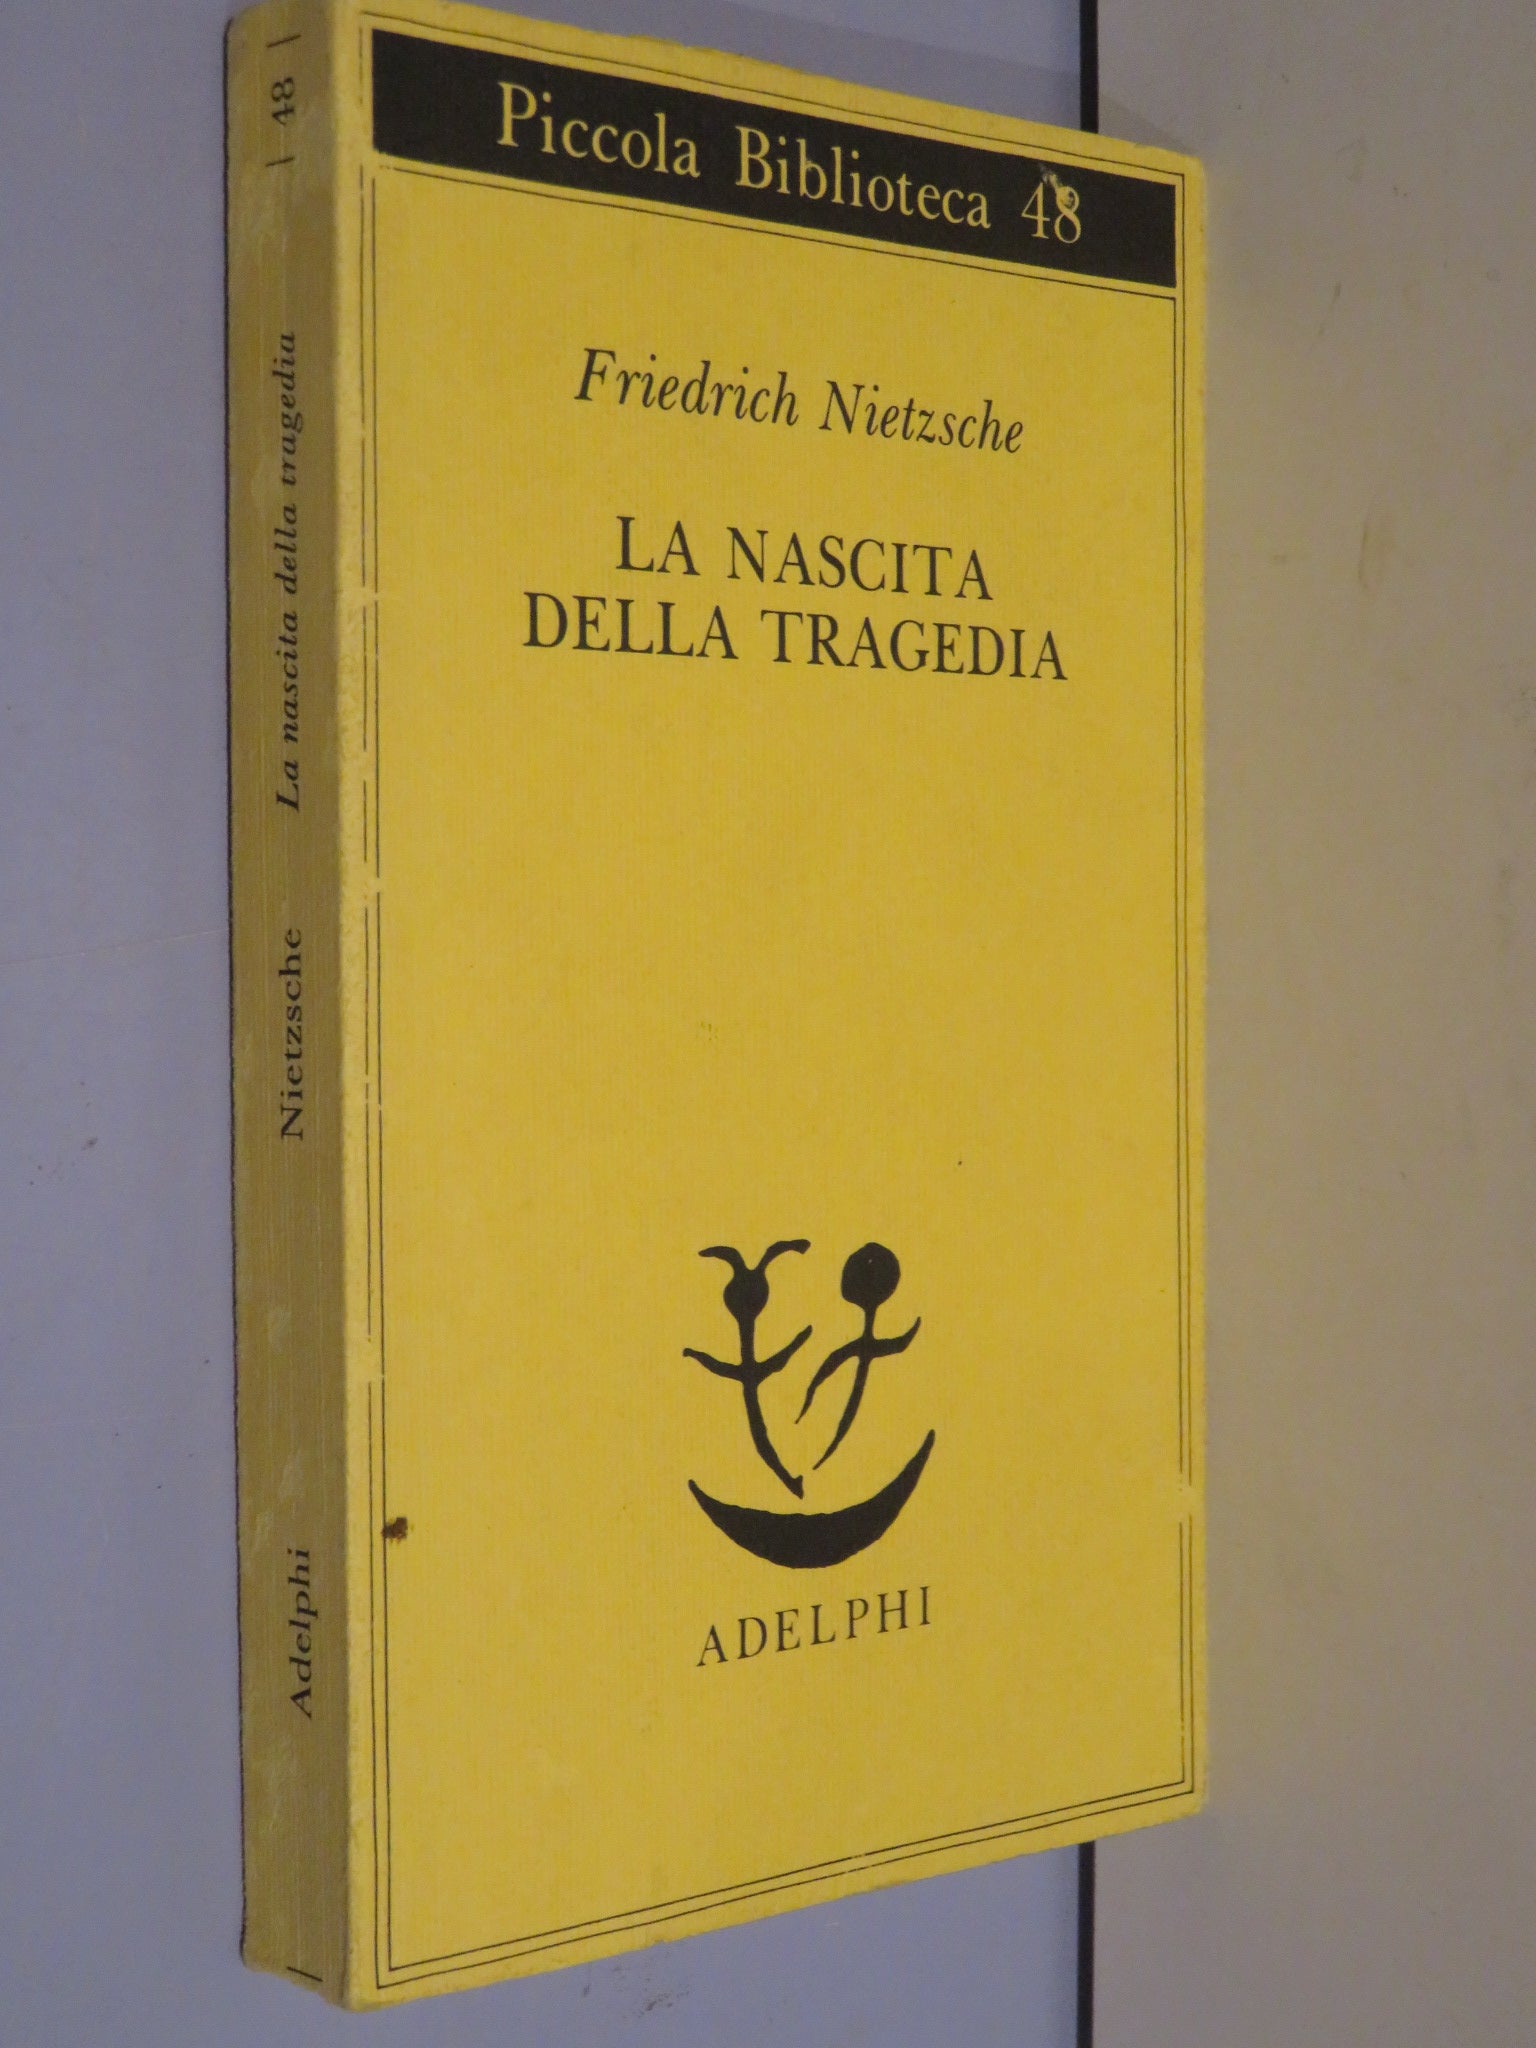 Piccola Biblioteca 48
Friedrich Nietzsche
LA NASCITA
DELLA TRAGEDIA
ADELPHI
Adelphi Nietzsche La nascita della tragedia 48